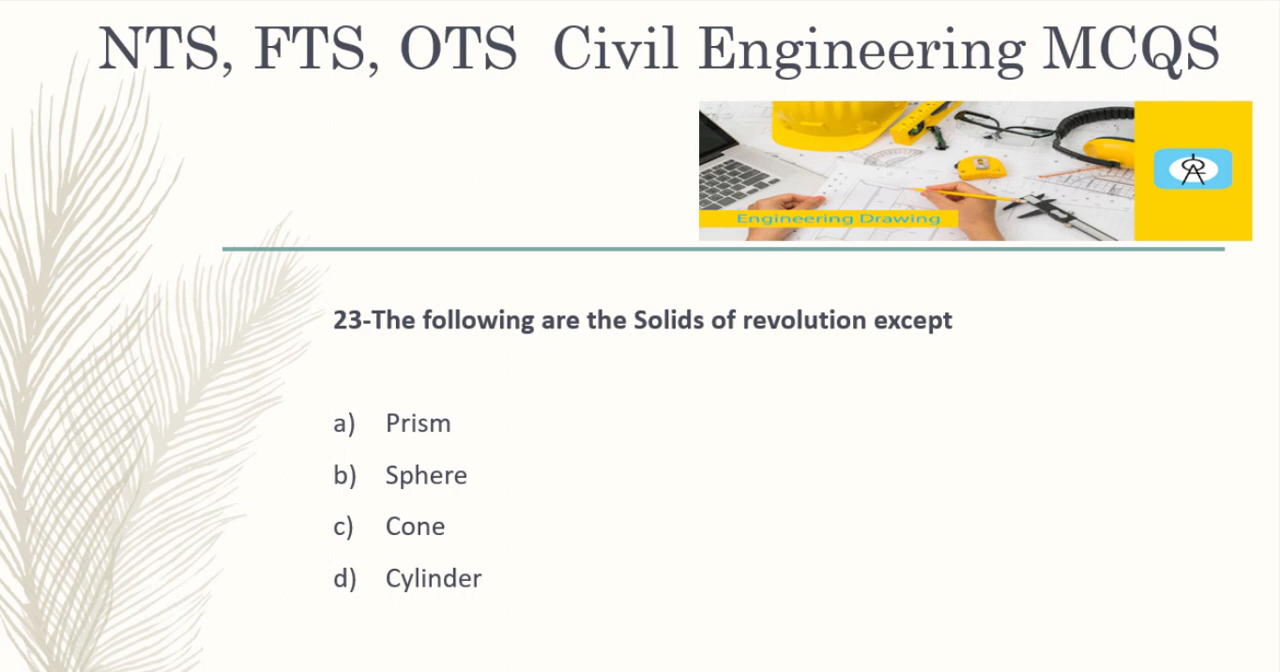 NTS, FTS, OTS Civil Engineering MCQS
Engineering Drawing
23-The following are the Solids of revolution except
a) Prism
b) Sphere
c) Cone
d) Cylinder